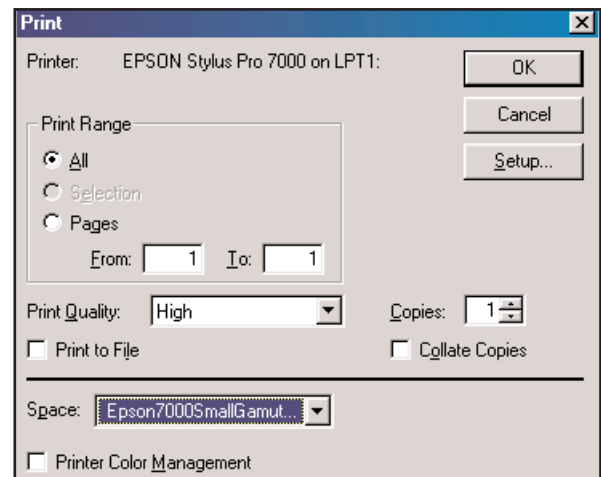 Print
Printer: EPSON Stylus Pro 7000 on LPT1:
OK
Cancel
Setup...
Print Range
All
Selection
Pages
From: 1 To: 1
Print Quality: High
Copies: 1
Print to File
Collate Copies
Space: Epson7000SmallGamut...
Printer Color Management